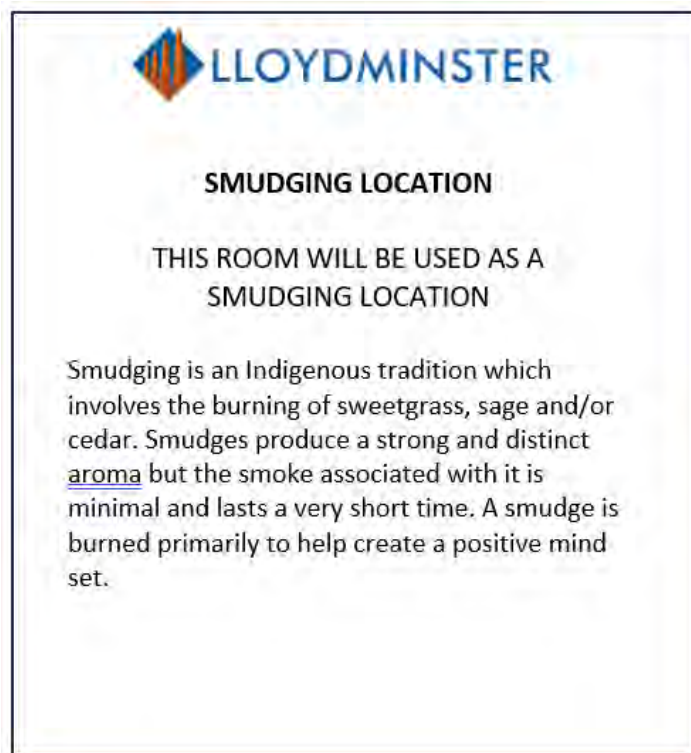 LLOYDMINSTER
SMUDGING LOCATION
THIS ROOM WILL BE USED AS A
SMUDGING LOCATION
Smudging is an Indigenous tradition which
involves the burning of sweetgrass, sage and/or
cedar. Smudges produce a strong and distinct
aroma but the smoke associated with it is
minimal and lasts a very short time. A smudge is
burned primarily to help create a positive mind
set.